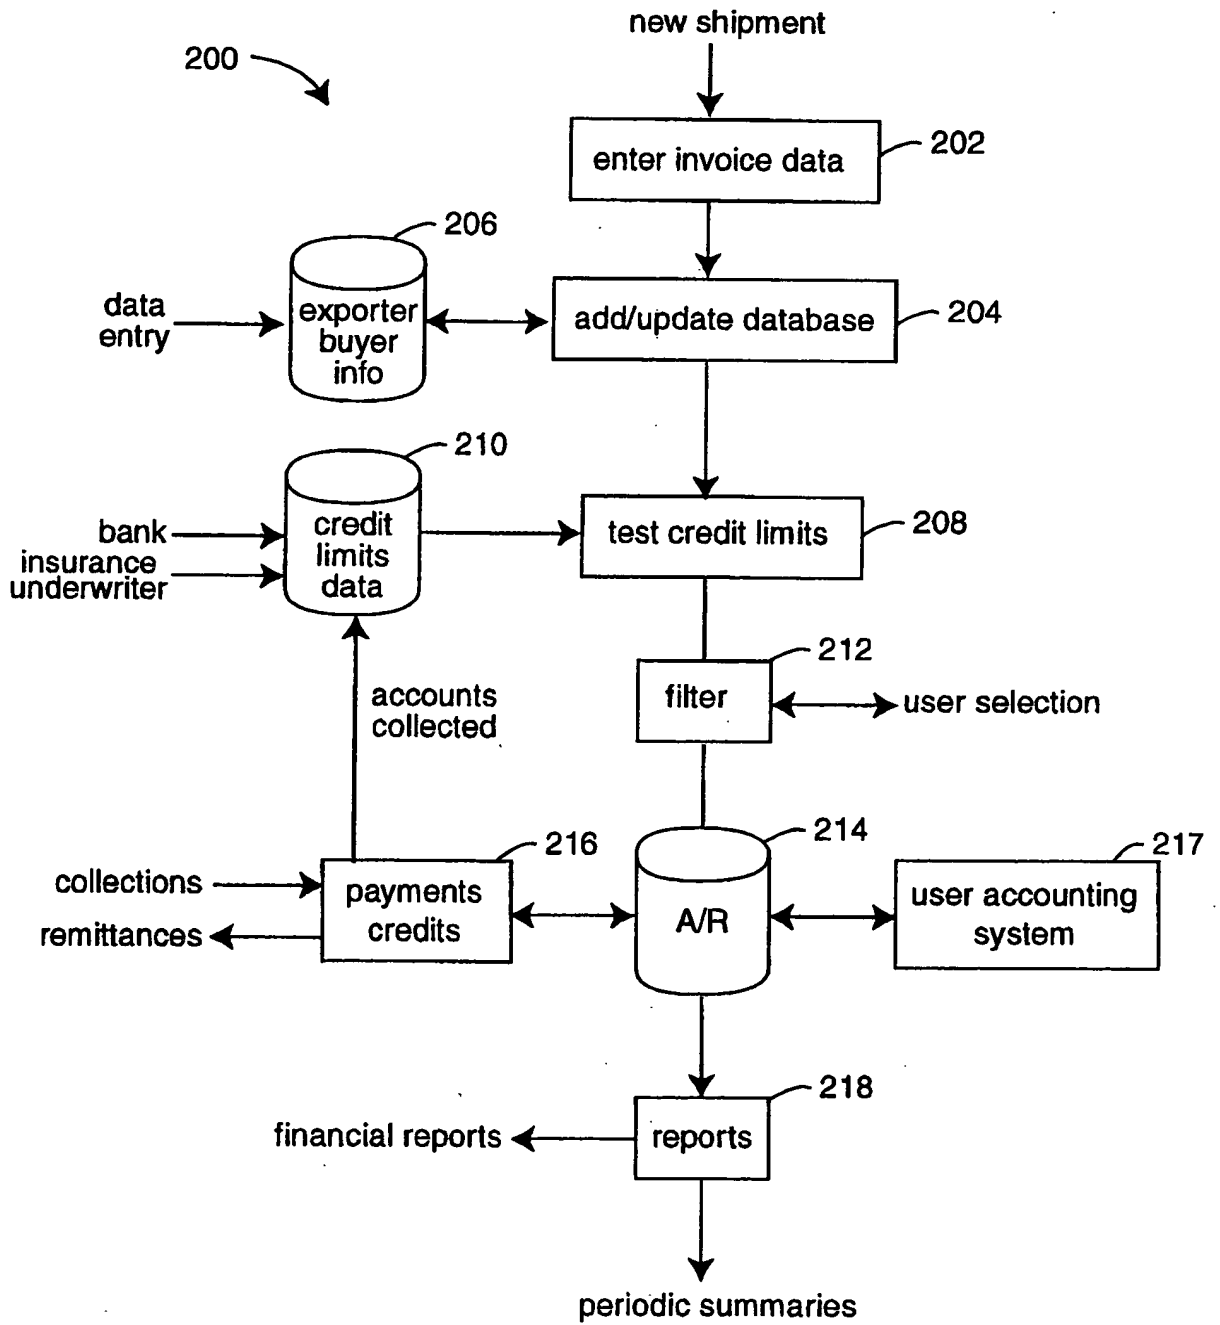 new shipment
200
enter invoice data
202
206
data
entry
exporter
buyer
info
add/update database
204
210
bank
insurance
underwriter
credit
limits
data
test credit limits
208
212
filter
user selection
accounts
collected
216
214
217
collections
remittances
payments
credits
A/R
user accounting
system
218
financial reports
reports
periodic summaries